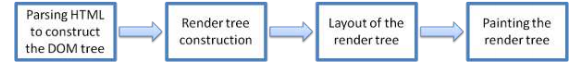 Parsing HTML
to construct
the DOM tree
Render tree
construction
Layout of the
render tree
Painting the
render tree